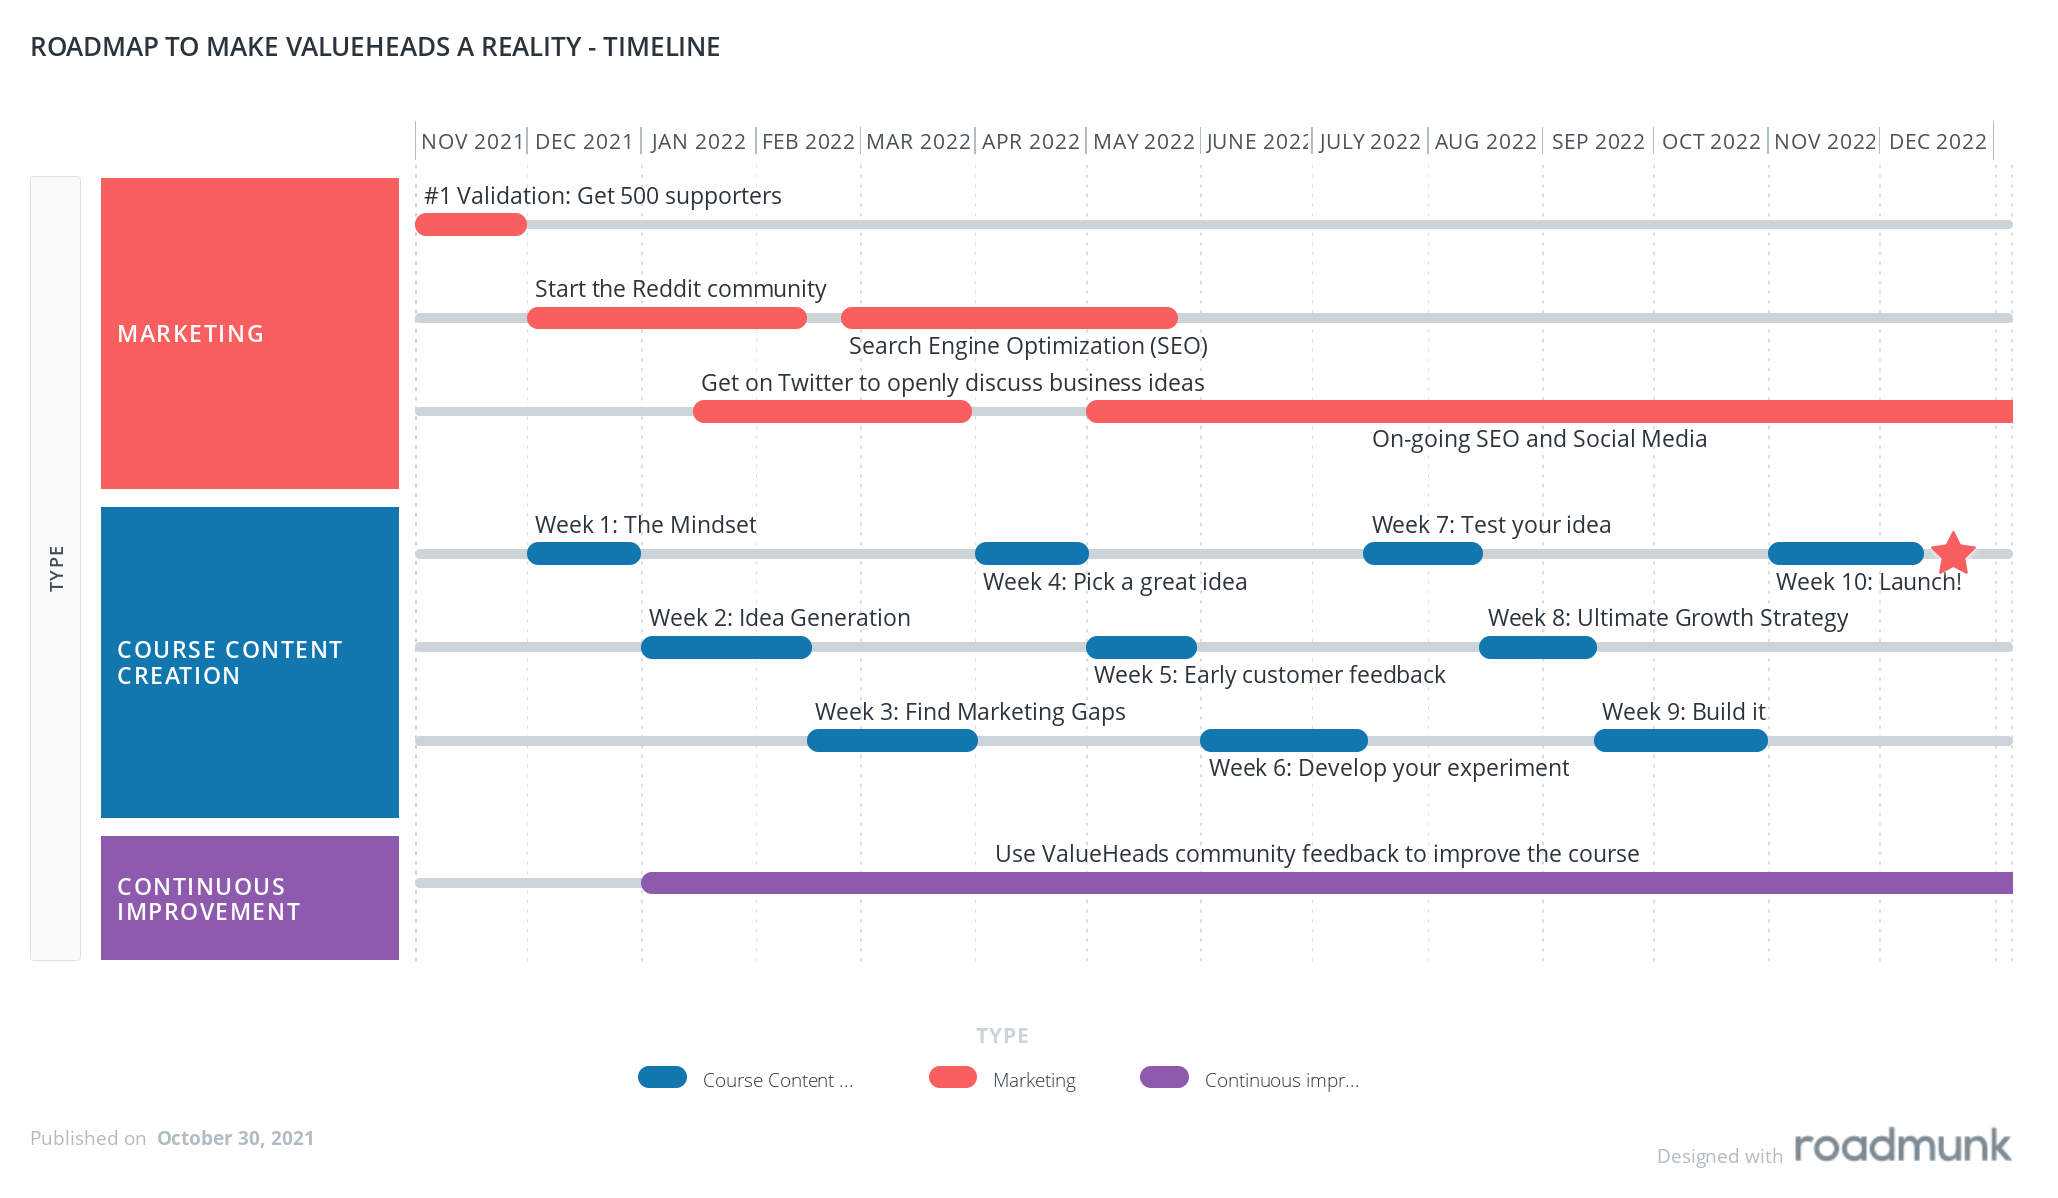 ROADMAP TO MAKE VALUEHEADS A REALITY - TIMELINE
NOV 2021 DEC 2021 JAN 2022 FEB 2022 MAR 2022 APR 2022 MAY 2022 JUNE 2022 JULY 2022 AUG 2022 SEP 2022 OCT 2022 NOV 2022 DEC 2022
TYPE
MARKETING
#1 Validation: Get 500 supporters
Start the Reddit community
Search Engine Optimization (SEO)
Get on Twitter to openly discuss business ideas
On-going SEO and Social Media
COURSE CONTENT
CREATION
Week 1: The Mindset
Week 7: Test your idea
Week 4: Pick a great idea
Week 10: Launch!
Week 2: Idea Generation
Week 8: Ultimate Growth Strategy
Week 5: Early customer feedback
Week 3: Find Marketing Gaps
Week 9: Build it
Week 6: Develop your experiment
CONTINUOUS
IMPROVEMENT
Use ValueHeads community feedback to improve the course
TYPE
Course Content ...
Marketing
Continuous impr...
Published on October 30, 2021
Designed with roadmunk